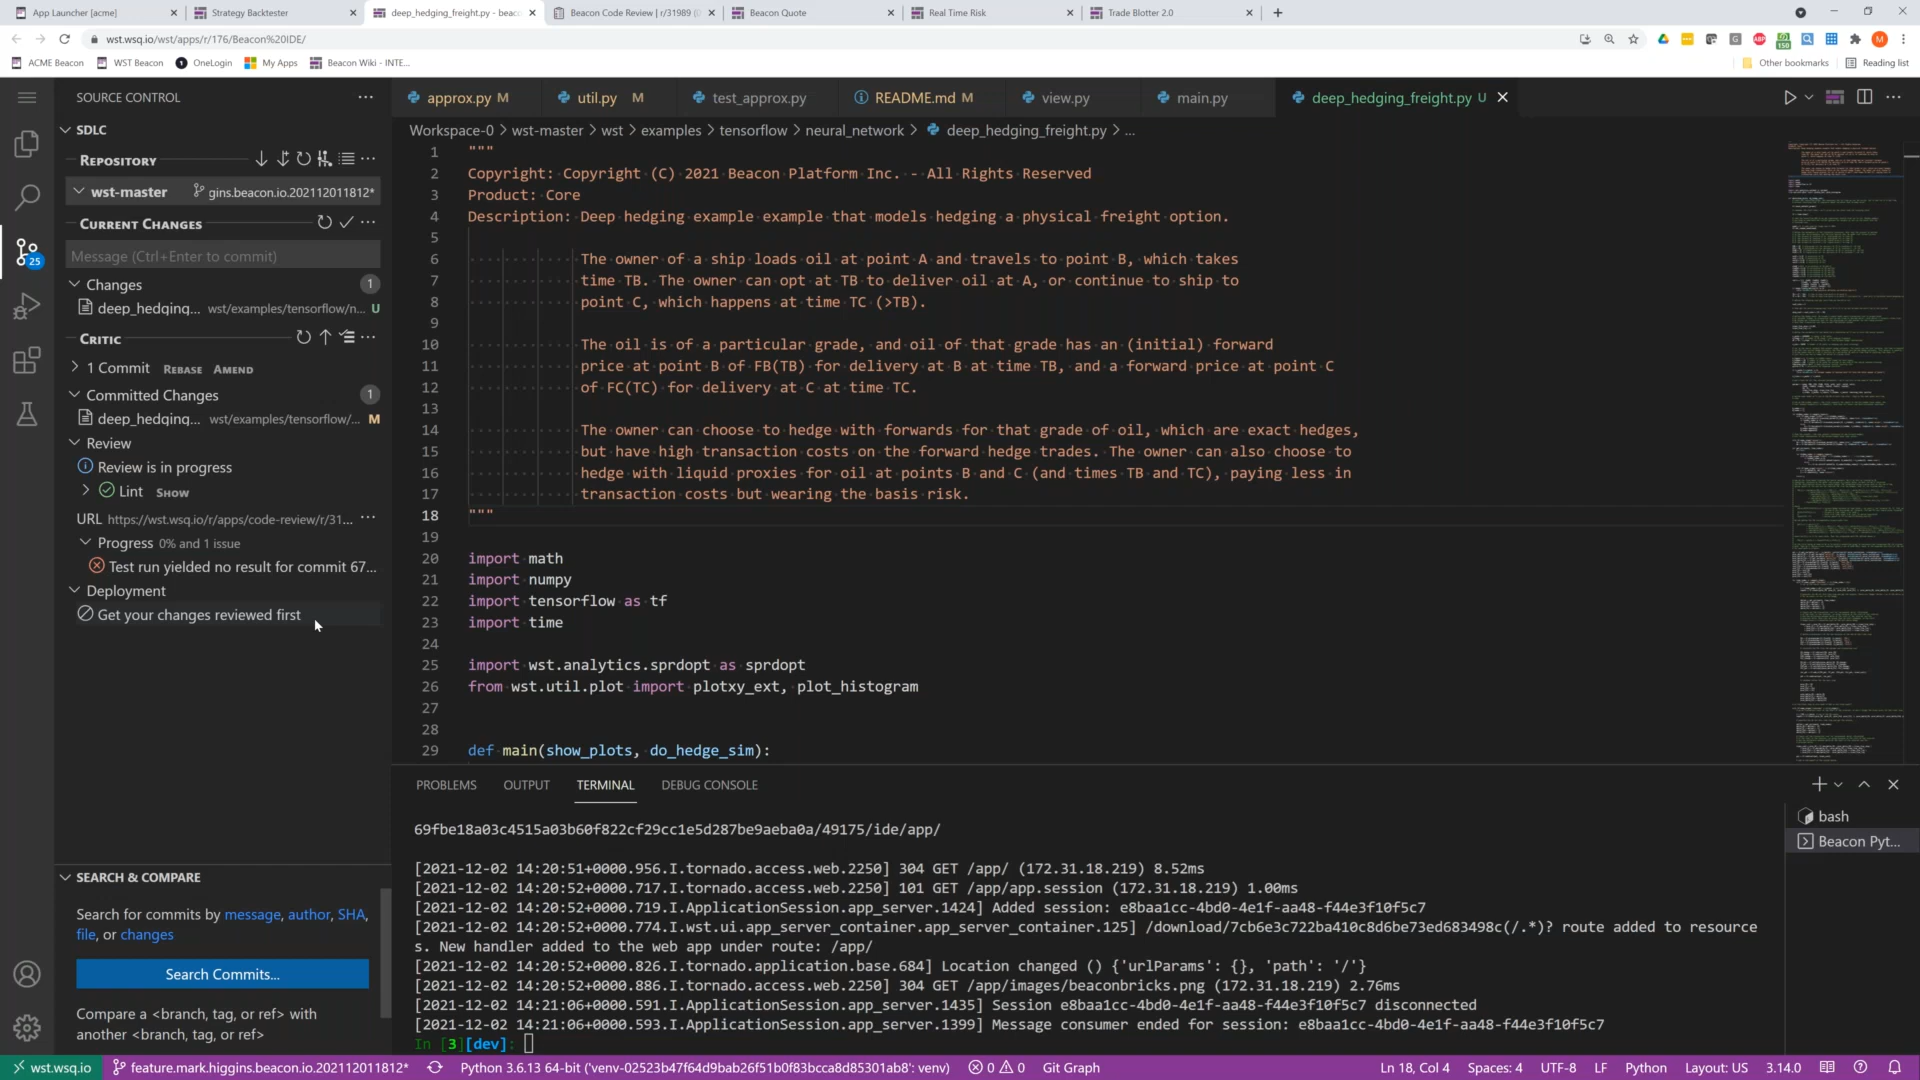 App Launcher [acme]
Strategy Backtester
deep_hedging_freight.py - beac
Beacon Code Review | r/31989 (
Beacon Quote
Real Time Risk
Trade Blotter 2.0
wst.wsq.io/wst/apps/r/176/Beacon%20IDE/
ACME Beacon
WST Beacon
OneLogin
My Apps
Beacon Wiki - INTE...
Other bookmarks
Reading list
SOURCE CONTROL
SDLC
REPOSITORY
wst-master gins.beacon.io.202112011812*
CURRENT CHANGES
Message (Ctrl+Enter to commit)
Changes 1
deep_hedging... wst/examples/tensorflow/n... U
CRITIC
1 Commit REBASE AMEND
Committed Changes 1
deep_hedging... wst/examples/tensorflow/... M
Review
Review is in progress
Lint SHOW
URL https://wst.wsq.io/r/apps/code-review/r/31...
Progress 0% and 1 issue
Test run yielded no result for commit 67...
Deployment
Get your changes reviewed first
25
SEARCH & COMPARE
Search for commits by message, author, SHA,
file, or changes
Search Commits...
Compare a <branch, tag, or ref> with
another <branch, tag, or ref>
approx.py M
util.py M
test_approx.py
README.md M
view.py
main.py
deep_hedging_freight.py U
Workspace-0 > wst-master > wst > examples > tensorflow > neural_network > deep_hedging_freight.py > ...
1 """
2 Copyright: Copyright (C) 2021 Beacon Platform Inc. - All Rights Reserved
3 Product: Core
4 Description: Deep hedging example example that models hedging a physical freight option.
5
6 The owner of a ship loads oil at point A and travels to point B, which takes
7 time TB. The owner can opt at TB to deliver oil at A, or continue to ship to
8 point C, which happens at time TC (>TB).
9
10 The oil is of a particular grade, and oil of that grade has an (initial) forward
11 price at point B of FB(TB) for delivery at B at time TB, and a forward price at point C
12 of FC(TC) for delivery at C at time TC.
13
14 The owner can choose to hedge with forwards for that grade of oil, which are exact hedges,
15 but have high transaction costs on the forward hedge trades. The owner can also choose to
16 hedge with liquid proxies for oil at points B and C (and times TB and TC), paying less in
17 transaction costs but wearing the basis risk.
18 """
19
20 import math
21 import numpy
22 import tensorflow as tf
23 import time
24
25 import wst.analytics.sprdopt as sprdopt
26 from wst.util.plot import plotxy_ext, plot_histogram
27
28
29 def main(show_plots, do_hedge_sim):
PROBLEMS OUTPUT TERMINAL DEBUG CONSOLE
69fbe18a03c4515a03b60f822cf29cc1e5d287be9aeba0a/49175/ide/app/
[2021-12-02 14:20:51+0000.956.I.tornado.access.web.2250] 304 GET /app/ (172.31.18.219) 8.52ms
[2021-12-02 14:20:52+0000.717.I.tornado.access.web.2250] 101 GET /app/app.session (172.31.18.219) 1.00ms
[2021-12-02 14:20:52+0000.719.I.ApplicationSession.app_server.1424] Added session: e8baa1cc-4bd0-4e1f-aa48-f44e3f10f5c7
[2021-12-02 14:20:52+0000.774.I.wst.ui.app_server_container.app_server_container.125] /download/7cb6e3c722ba410c8d6be73ed683498c(/.*)? route added to resource
s. New handler added to the web app under route: /app/
[2021-12-02 14:20:52+0000.826.I.tornado.application.base.684] Location changed () {'urlParams': {}, 'path': '/'}
[2021-12-02 14:20:52+0000.886.I.tornado.access.web.2250] 304 GET /app/images/beaconbricks.png (172.31.18.219) 2.76ms
[2021-12-02 14:21:06+0000.591.I.ApplicationSession.app_server.1435] Session e8baa1cc-4bd0-4e1f-aa48-f44e3f10f5c7 disconnected
[2021-12-02 14:21:06+0000.593.I.ApplicationSession.app_server.1399] Message consumer ended for session: e8baa1cc-4bd0-4e1f-aa48-f44e3f10f5c7
In [3][dev]:
bash
Beacon Pyt...
wst.wsq.io
feature.mark.higgins.beacon.io.202112011812*
Python 3.6.13 64-bit ('venv-02523b47f64d9bab26f51b0f83bcca8d85301ab8': venv)
0 0
Git Graph
Ln 18, Col 4
Spaces: 4
UTF-8
LF
Python
Layout: US
3.14.0